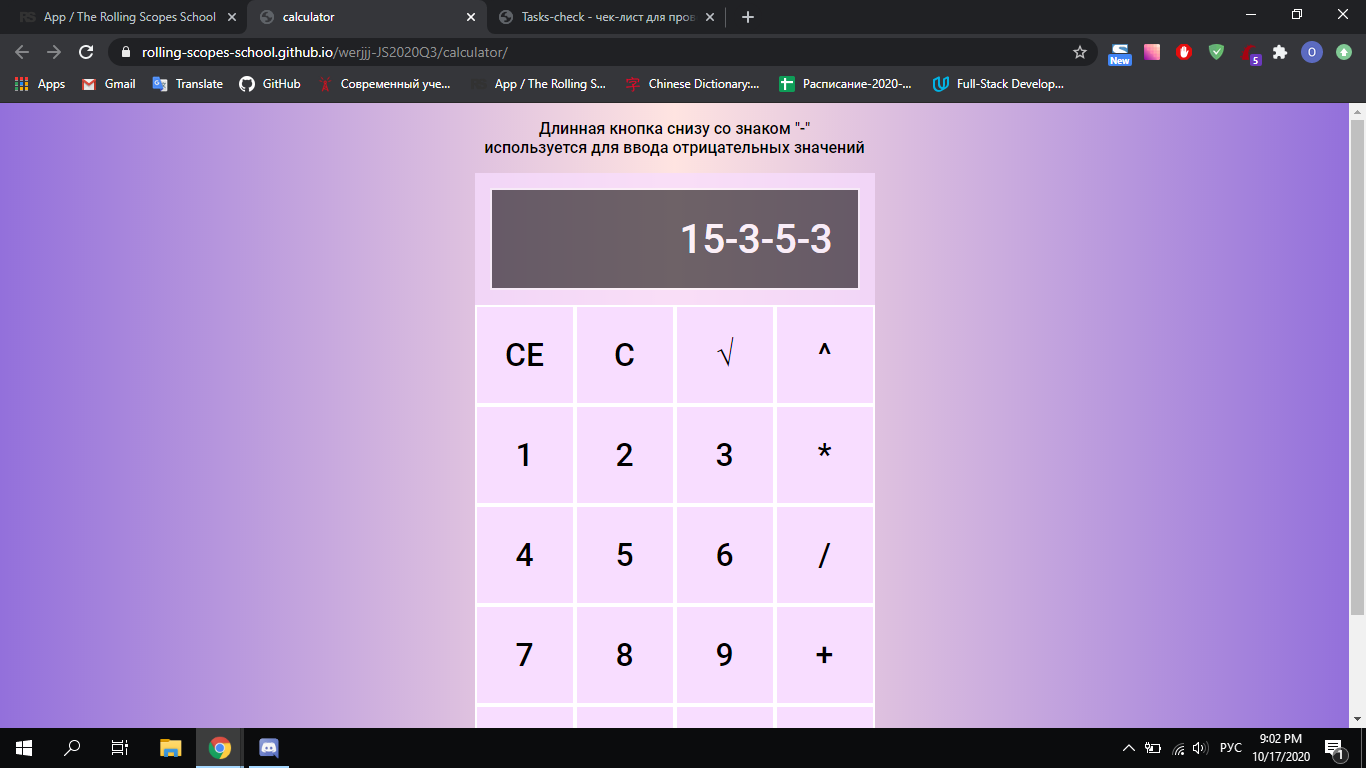 RS App / The Rolling Scopes School
calculator
Tasks-check - чек-лист для пров
rolling-scopes-school.github.io/werjjj-JS2020Q3/calculator/
New
5
O
Apps
Gmail
Translate
GitHub
Современный уче...
App / The Rolling S...
Chinese Dictionary:...
Расписание-2020-...
Full-Stack Develop...
Длинная кнопка снизу со знаком "-"
используется для ввода отрицательных значений
15-3-5-3
CE C √ ^
1 2 3 *
4 5 6 /
7 8 9 +
РУС
9:02 PM
10/17/2020
1